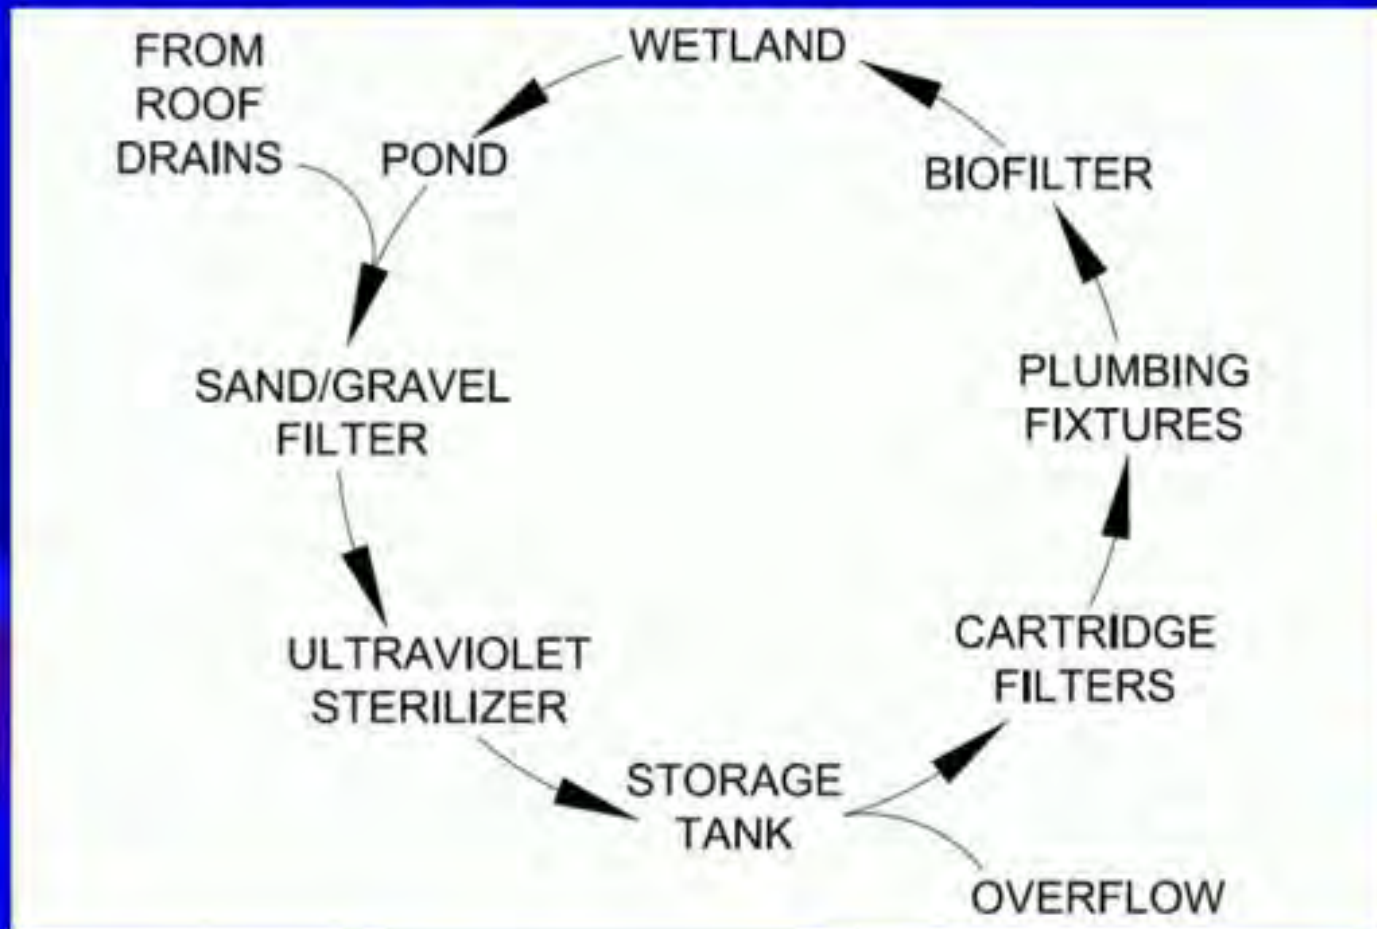 FROM
ROOF
DRAINS
WETLAND
POND
BIOFILTER
SAND/GRAVEL
FILTER
PLUMBING
FIXTURES
ULTRAVIOLET
STERILIZER
CARTRIDGE
FILTERS
STORAGE
TANK
OVERFLOW